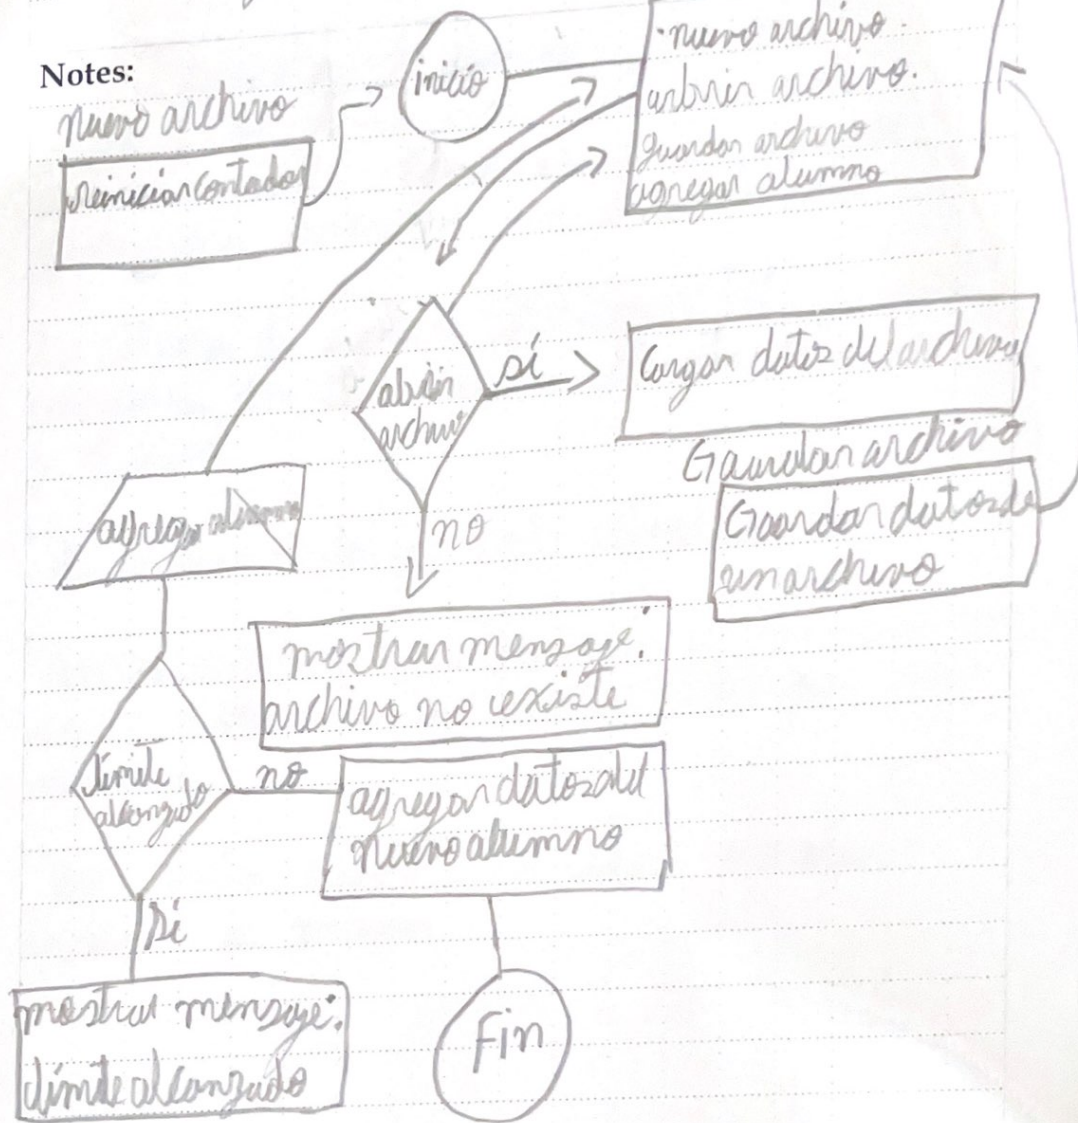 Notes:
nuevo archivo
reiniciar contador
inicio
·nuevo archivo.
abrir archivo.
guardar archivo
agregar alumno
abrir
archivo
sí
Cargar datos del archivo
Guardar archivo
Guardar datos de
un archivo
agregar alumno
no
mostrar mensaje:
archivo no existe
límite
alcanzado
no
agregar datos del
nuevo alumno
si
mostrar mensaje:
límite alcanzado
Fin